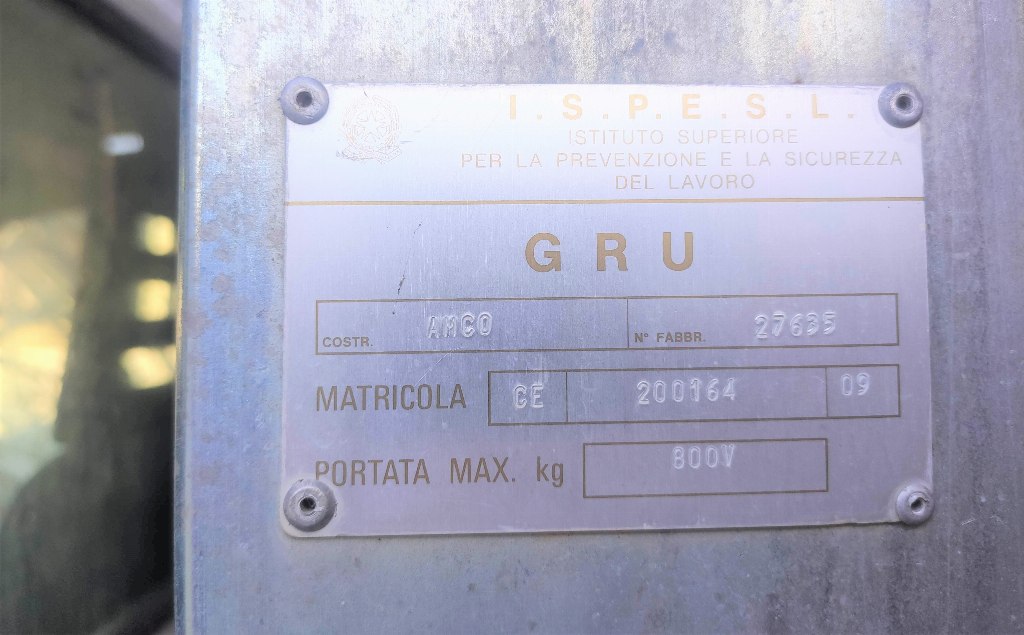 I.S.P.E.S.L.
ISTITUTO SUPERIORE
PER LA PREVENZIONE E LA SICUREZZA
DEL LAVORO
GRU
COSTR. AMCO N° FABBR. 27635
MATRICOLA CE 200164 09
PORTATA MAX. kg 800V